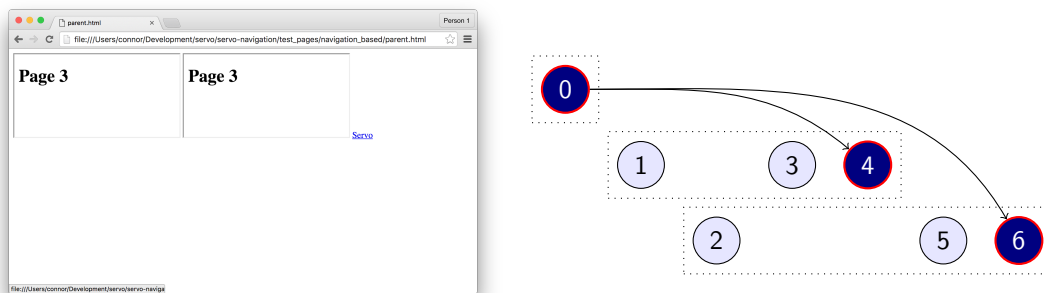 parent.html
Person 1
file:///Users/connor/Development/servo/servo-navigation/test_pages/navigation_based/parent.html
Page 3 Page 3
Servo
file:///Users/connor/Development/servo/servo-naviga
0
1 3 4
2 5 6